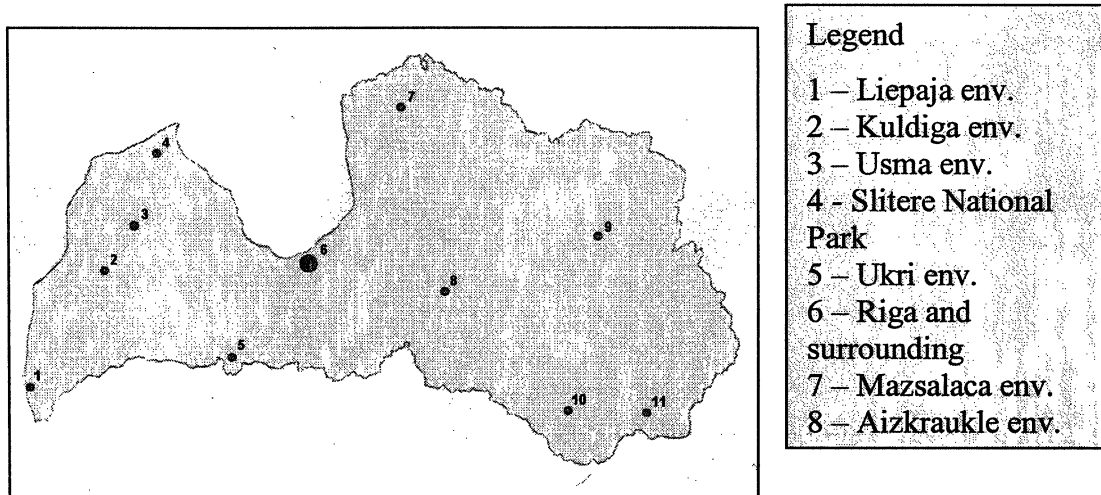 7
4
3
9
6
2
8
5
1
10
11
Legend
1 – Liepaja env.
2 – Kuldiga env.
3 – Usma env.
4 - Slitere National
Park
5 – Ukri env.
6 – Riga and
surrounding
7 – Mazsalaca env.
8 – Aizkraukle env.